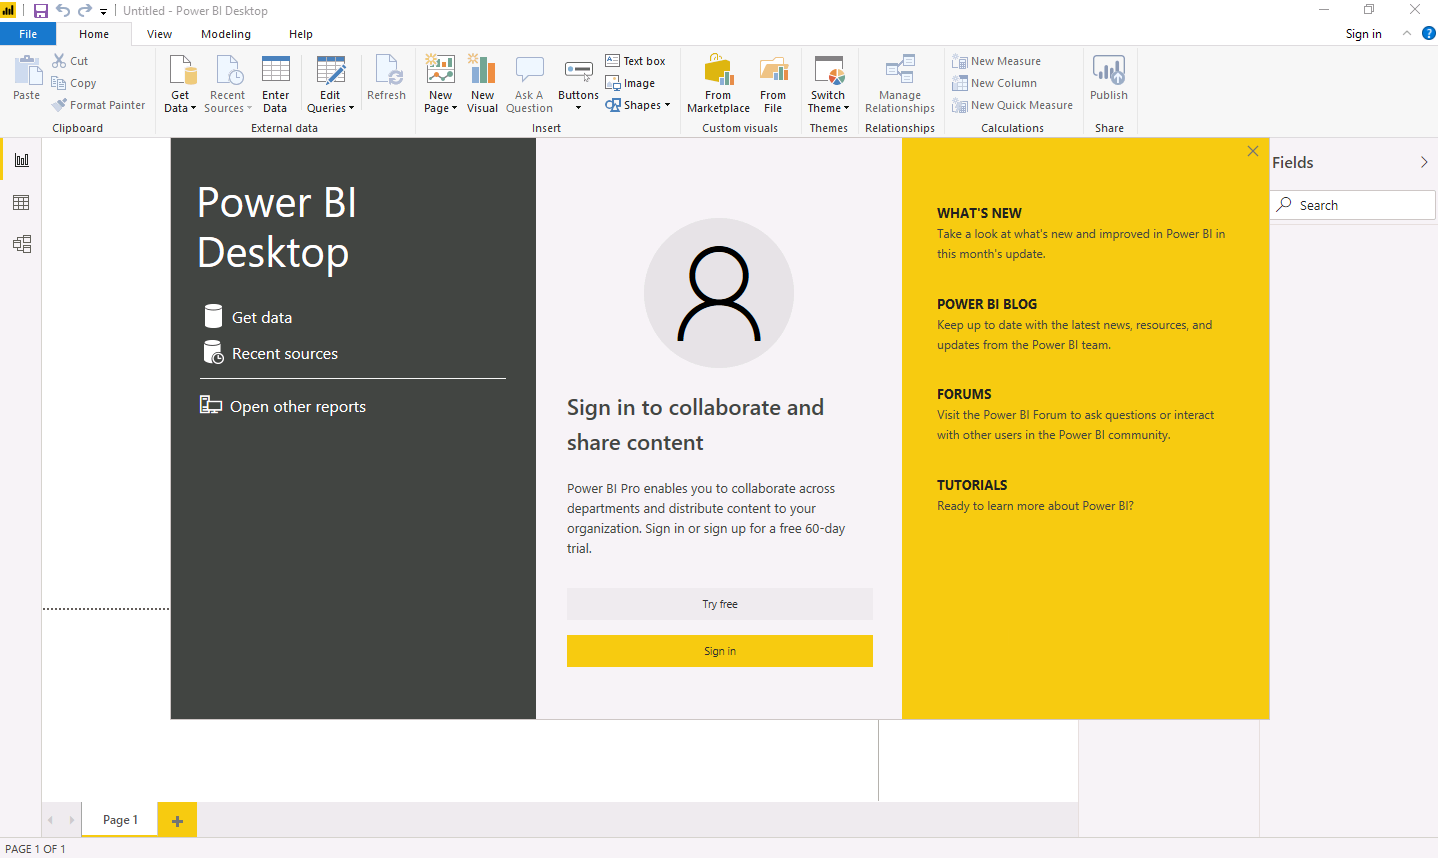 Untitled - Power BI Desktop
File Home View Modeling Help Sign in ?
Paste
Cut
Copy
Format Painter
Clipboard
Get Data
Recent Sources
Enter Data
Edit Queries
Refresh
External data
New Page
New Visual
Ask A Question
Buttons
Text box
Image
Shapes
Insert
From Marketplace
From File
Custom visuals
Switch Theme
Themes
Manage Relationships
Relationships
New Measure
New Column
New Quick Measure
Calculations
Publish
Share
Power BI
Desktop
Get data
Recent sources
Open other reports
Sign in to collaborate and
share content
Power BI Pro enables you to collaborate across
departments and distribute content to your
organization. Sign in or sign up for a free 60-day
trial.
Try free
Sign in
WHAT'S NEW
Take a look at what's new and improved in Power BI in
this month's update.
POWER BI BLOG
Keep up to date with the latest news, resources, and
updates from the Power BI team.
FORUMS
Visit the Power BI Forum to ask questions or interact
with other users in the Power BI community.
TUTORIALS
Ready to learn more about Power BI?
Fields
Search
Page 1
PAGE 1 OF 1